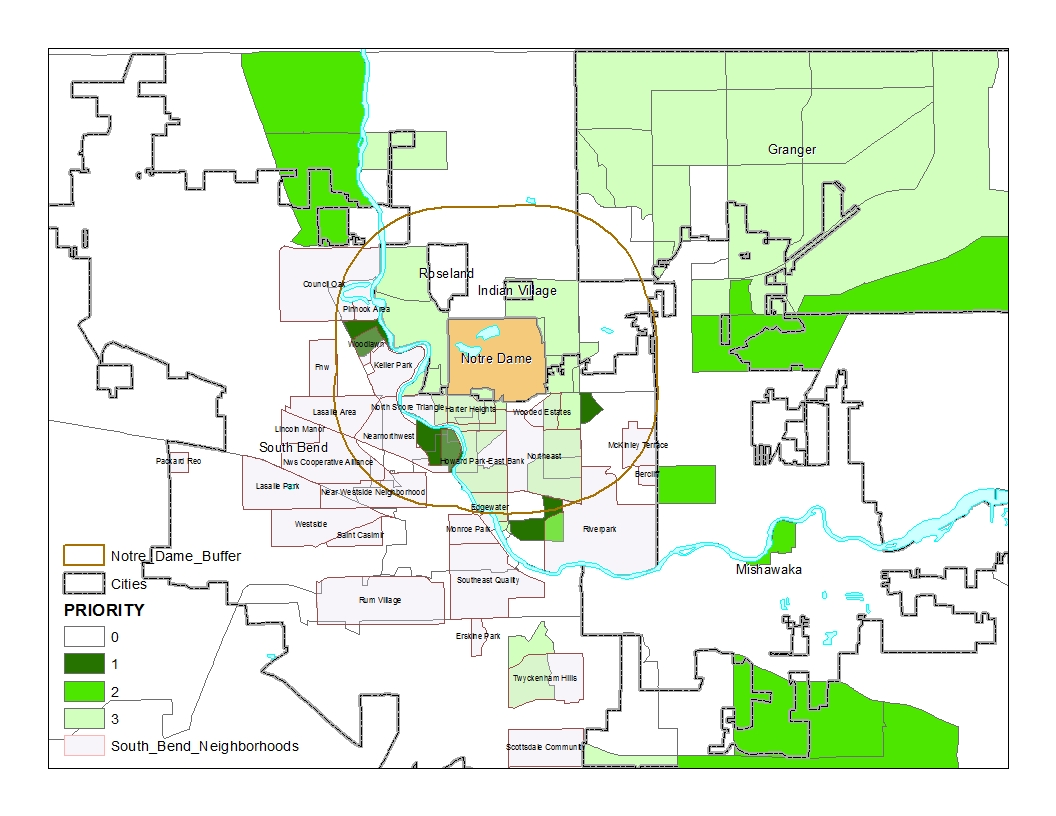 Granger
Roseland
Council Oak
Indian Village
Pinhook Area
Woodlawn
Notre Dame
Keller Park
Fnw
North Shore Triangle
Harter Heights
Lasalle Area
Wooded Estates
Lincoln Manor
Nearnorthwest
South Bend
McKinley Terrace
Packard Reo
Nws Cooperative Alliance
Howard Park-East Bank
Northeast
Bercliff
Lasalle Park
Near Westside Neighborhood
Edgewater
Westside
Monroe Park
Riverpark
Saint Casimir
Notre_Dame_Buffer
Mishawaka
Cities
Southeast Quality
PRIORITY
Rum Village
0
Erskine Park
1
Twyckenham Hills
2
3
South_Bend_Neighborhoods
Scottsdale Communi